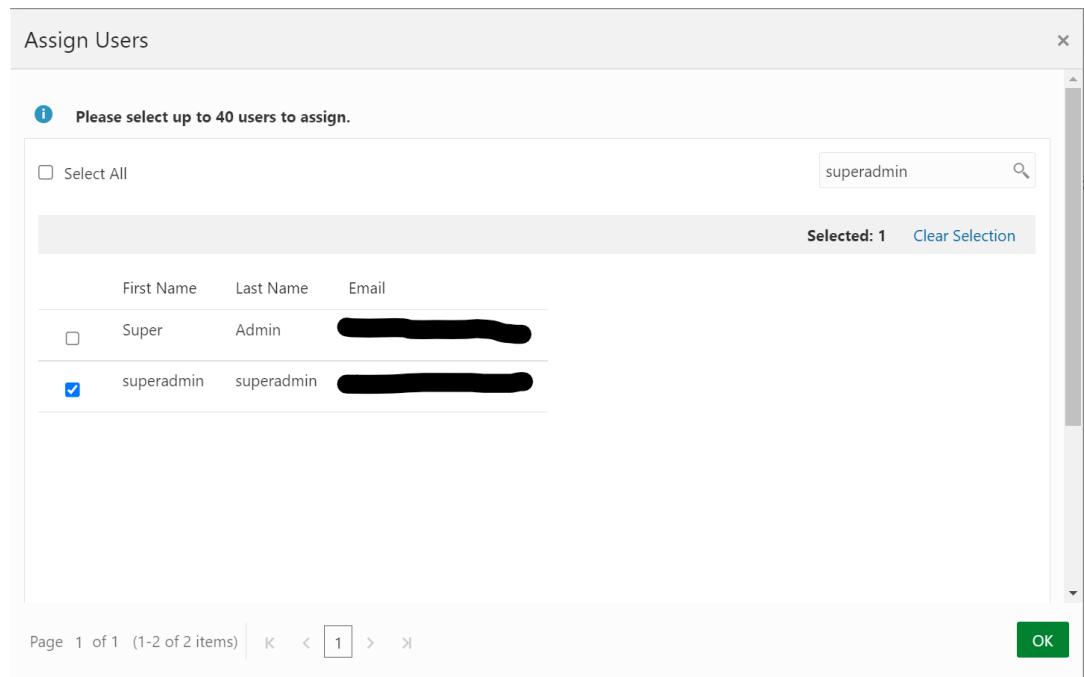 Assign Users ×
Please select up to 40 users to assign.
Select All superadmin
Selected: 1 Clear Selection
First Name Last Name Email
Super Admin
superadmin superadmin
Page 1 of 1 (1-2 of 2 items) 1 OK